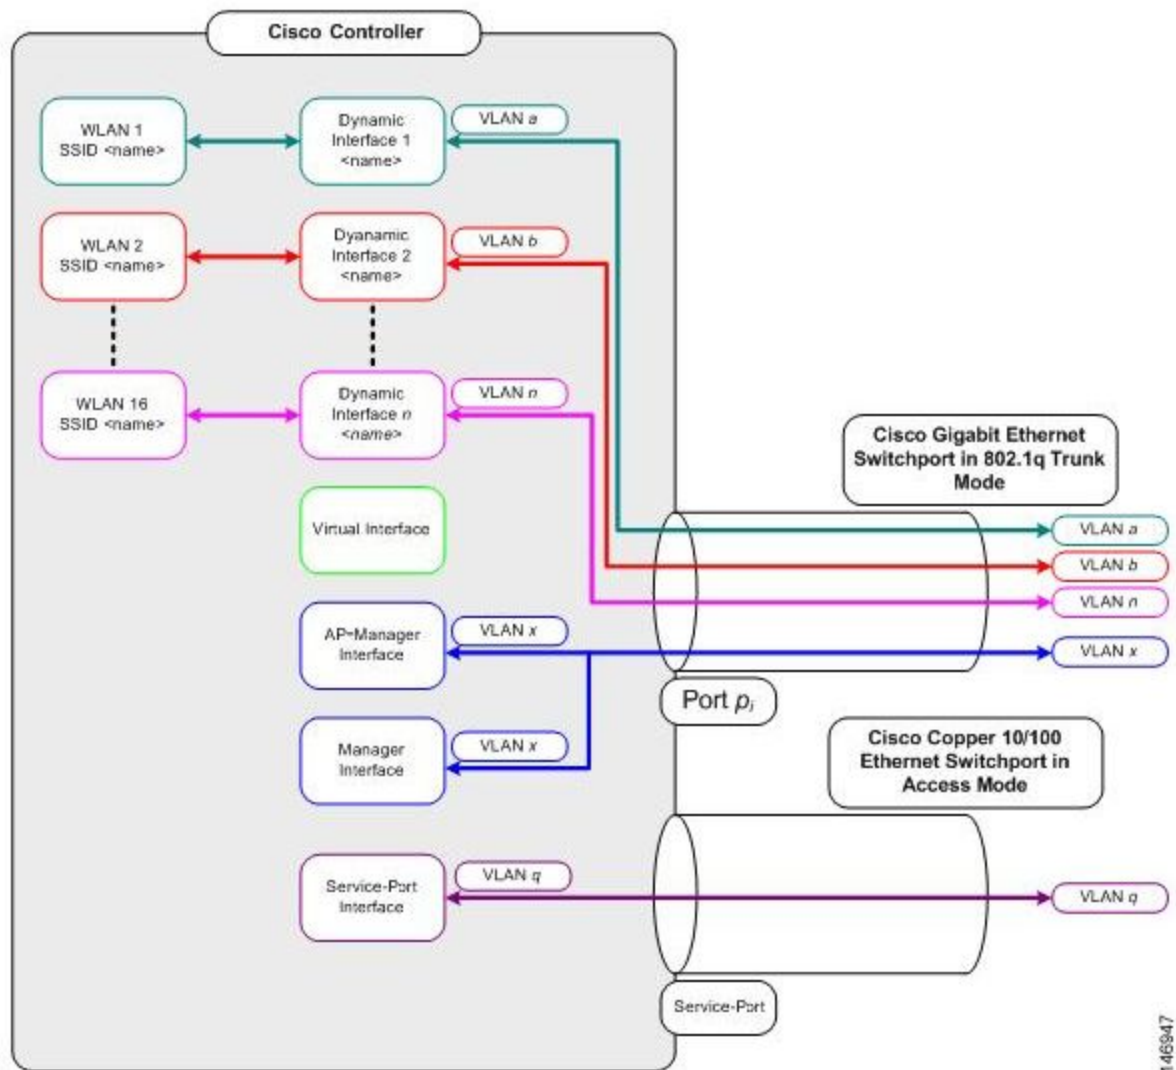 Cisco Controller
WLAN 1
SSID <name>
Dynamic
Interface 1
<name>
VLAN a
WLAN 2
SSID <name>
Dyanamic
Interface 2
<name>
VLAN b
WLAN 16
SSID <name>
Dynamic
Interface n
<name>
VLAN n
Cisco Gigabit Ethernet
Switchport in 802.1q Trunk
Mode
Virtual Interface
VLAN a
VLAN b
VLAN n
AP-Manager
Interface
VLAN x
VLAN x
Port pi
Manager
Interface
VLAN x
Cisco Copper 10/100
Ethernet Switchport in
Access Mode
Service-Port
Interface
VLAN q
VLAN q
Service-Port
146947